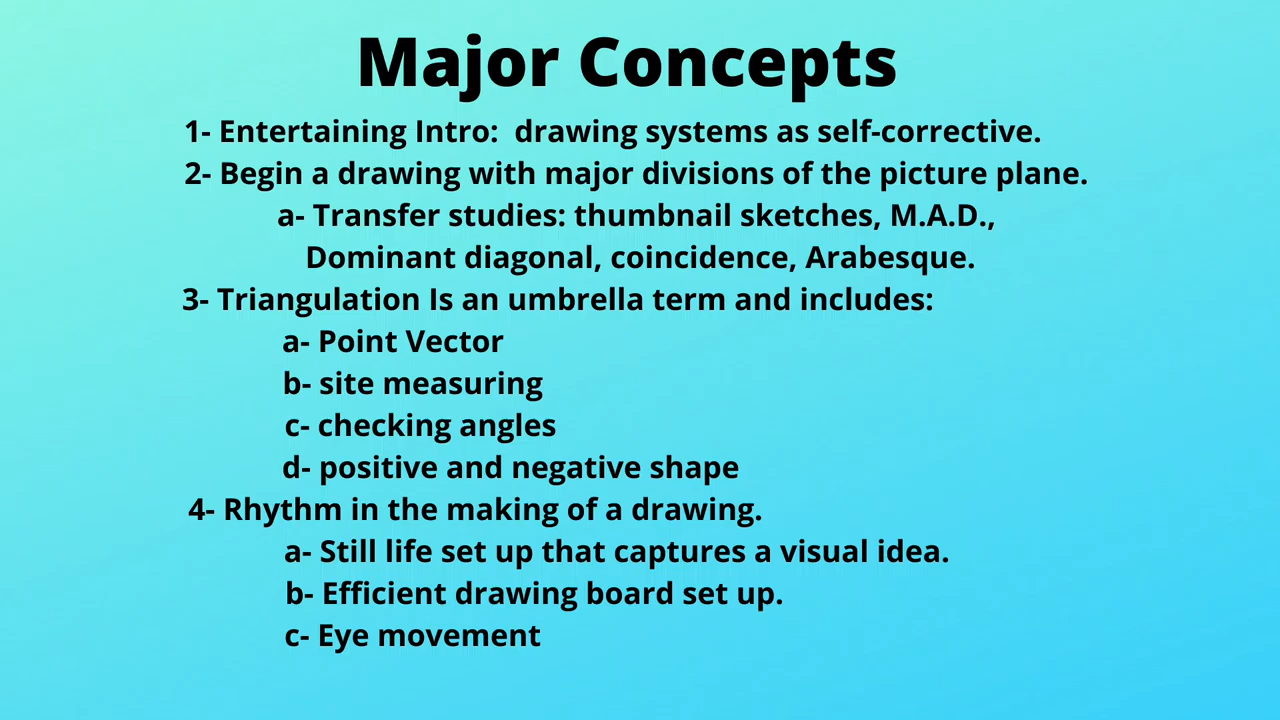 Major Concepts
1- Entertaining Intro:  drawing systems as self-corrective.
2- Begin a drawing with major divisions of the picture plane.
a- Transfer studies: thumbnail sketches, M.A.D.,
Dominant diagonal, coincidence, Arabesque.
3- Triangulation Is an umbrella term and includes:
a- Point Vector
b- site measuring
c- checking angles
d- positive and negative shape
4- Rhythm in the making of a drawing.
a- Still life set up that captures a visual idea.
b- Efficient drawing board set up.
c- Eye movement